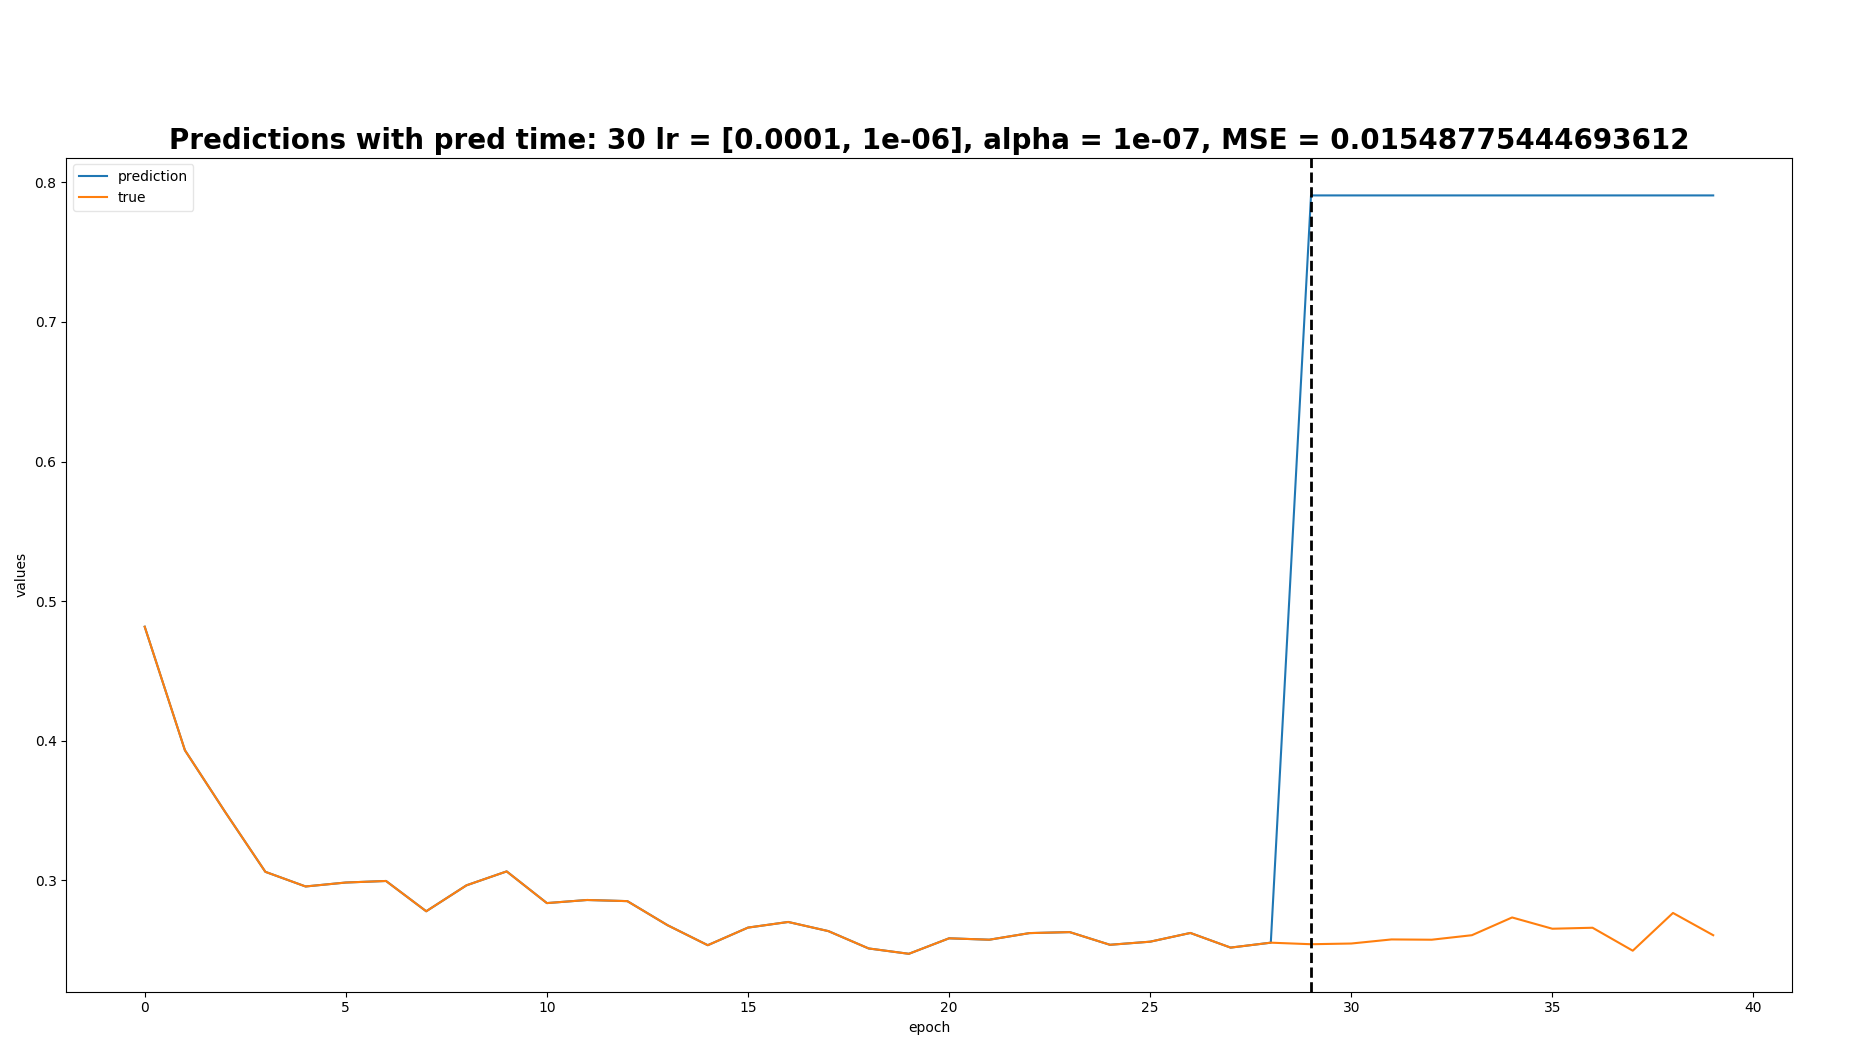 Predictions with pred time: 30 lr = [0.0001, 1e-06], alpha = 1e-07, MSE = 0.01548775444693612
prediction
true
0.8
0.7
0.6
0.5
0.4
0.3
values
0 5 10 15 20 25 30 35 40
epoch